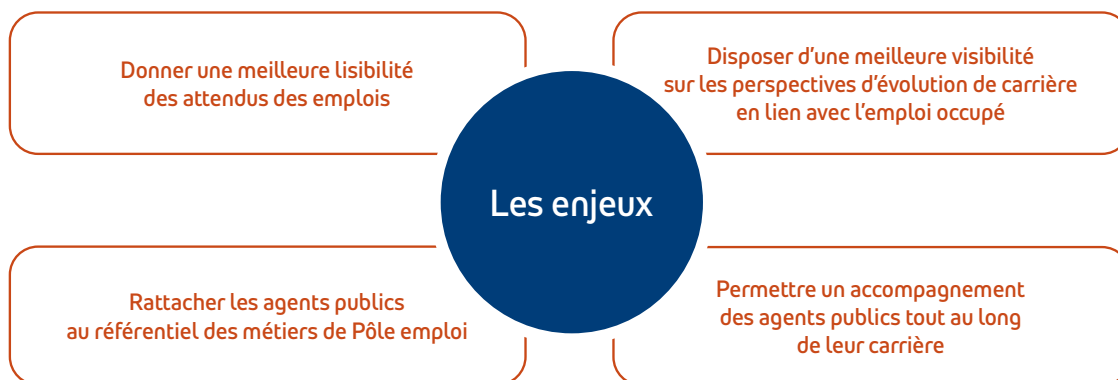 Donner une meilleure lisibilité
des attendus des emplois
Disposer d'une meilleure visibilité
sur les perspectives d'évolution de carrière
en lien avec l'emploi occupé
Les enjeux
Rattacher les agents publics
au référentiel des métiers de Pôle emploi
Permettre un accompagnement
des agents publics tout au long
de leur carrière